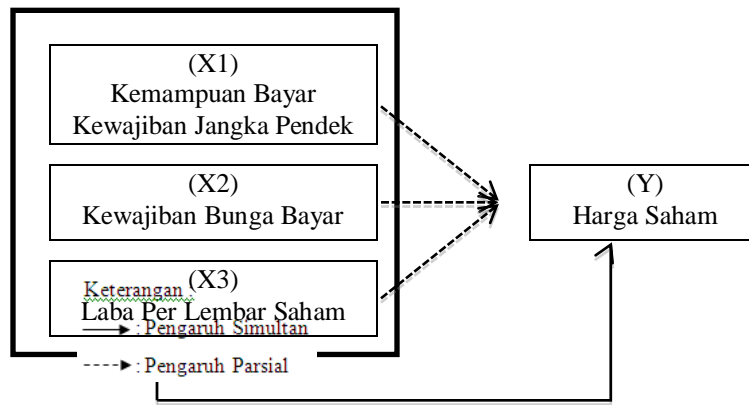 (X1)
Kemampuan Bayar
Kewajiban Jangka Pendek
(X2)
Kewajiban Bunga Bayar
(X3)
Laba Per Lembar Saham
(Y)
Harga Saham
Keterangan :
: Pengaruh Simultan
: Pengaruh Parsial